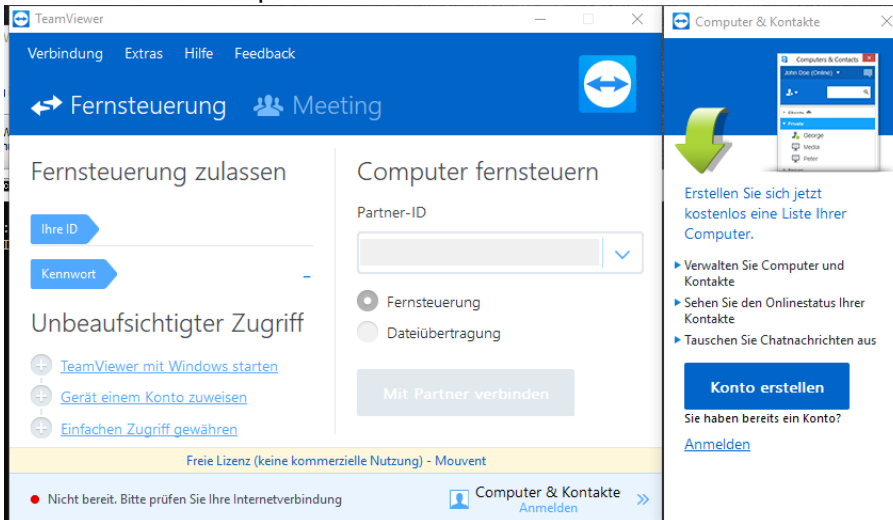 TeamViewer
Verbindung Extras Hilfe Feedback
Fernsteuerung Meeting
Fernsteuerung zulassen
Ihre ID
Kennwort
–
Unbeaufsichtigter Zugriff
TeamViewer mit Windows starten
Gerät einem Konto zuweisen
Einfachen Zugriff gewähren
Computer fernsteuern
Partner-ID
Fernsteuerung
Dateiübertragung
Mit Partner verbinden
Freie Lizenz (keine kommerzielle Nutzung) - Mouvent
Nicht bereit. Bitte prüfen Sie Ihre Internetverbindung
Computer & Kontakte
Anmelden
Computer & Kontakte
Computers & Contacts
John Doe (Online)
Private
George
Media
Peter
Erstellen Sie sich jetzt
kostenlos eine Liste Ihrer
Computer.
Verwalten Sie Computer und
Kontakte
Sehen Sie den Onlinestatus Ihrer
Kontakte
Tauschen Sie Chatnachrichten aus
Konto erstellen
Sie haben bereits ein Konto?
Anmelden